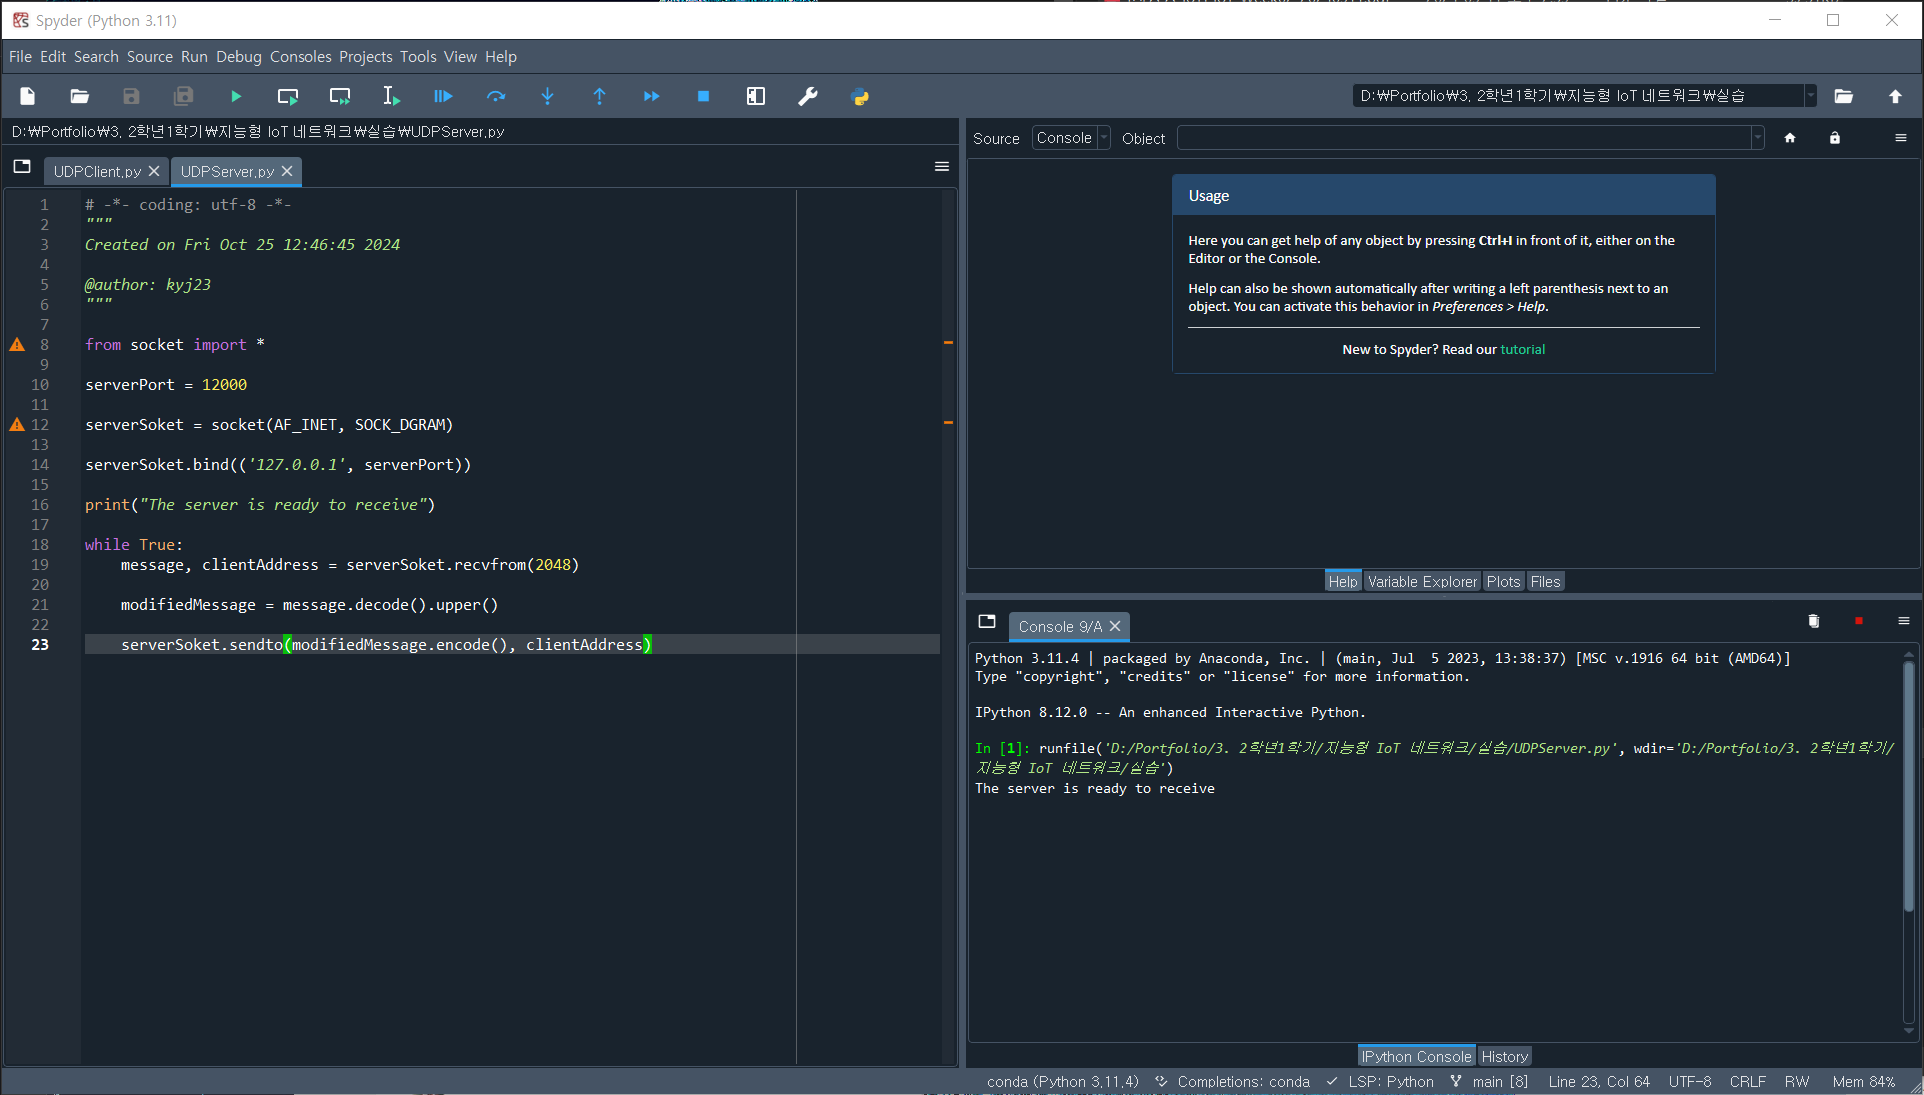 Spyder (Python 3.11)
File Edit Search Source Run Debug Consoles Projects Tools View Help
D:₩Portfolio₩3. 2학년1학기₩지능형 IoT 네트워크₩실습
D:₩Portfolio₩3. 2학년1학기₩지능형 IoT 네트워크₩실습₩UDPServer.py
UDPClient.py
UDPServer.py
1 # -*- coding: utf-8 -*-
2 """
3 Created on Fri Oct 25 12:46:45 2024
4
5 @author: kyj23
6 """
7
8 from socket import *
9
10 serverPort = 12000
11
12 serverSoket = socket(AF_INET, SOCK_DGRAM)
13
14 serverSoket.bind(('127.0.0.1', serverPort))
15
16 print("The server is ready to receive")
17
18 while True:
19 message, clientAddress = serverSoket.recvfrom(2048)
20
21 modifiedMessage = message.decode().upper()
22
23 serverSoket.sendto(modifiedMessage.encode(), clientAddress)
Source Console Object
Usage
Here you can get help of any object by pressing Ctrl+I in front of it, either on the
Editor or the Console.
Help can also be shown automatically after writing a left parenthesis next to an
object. You can activate this behavior in Preferences > Help.
New to Spyder? Read our tutorial
Help Variable Explorer Plots Files
Console 9/A
Python 3.11.4 | packaged by Anaconda, Inc. | (main, Jul  5 2023, 13:38:37) [MSC v.1916 64 bit (AMD64)]
Type "copyright", "credits" or "license" for more information.
IPython 8.12.0 -- An enhanced Interactive Python.
In [1]: runfile('D:/Portfolio/3. 2학년1학기/지능형 IoT 네트워크/실습/UDPServer.py', wdir='D:/Portfolio/3. 2학년1학기/
지능형 IoT 네트워크/실습')
The server is ready to receive
IPython Console History
conda (Python 3.11.4) Completions: conda LSP: Python main [8] Line 23, Col 64 UTF-8 CRLF RW Mem 84%